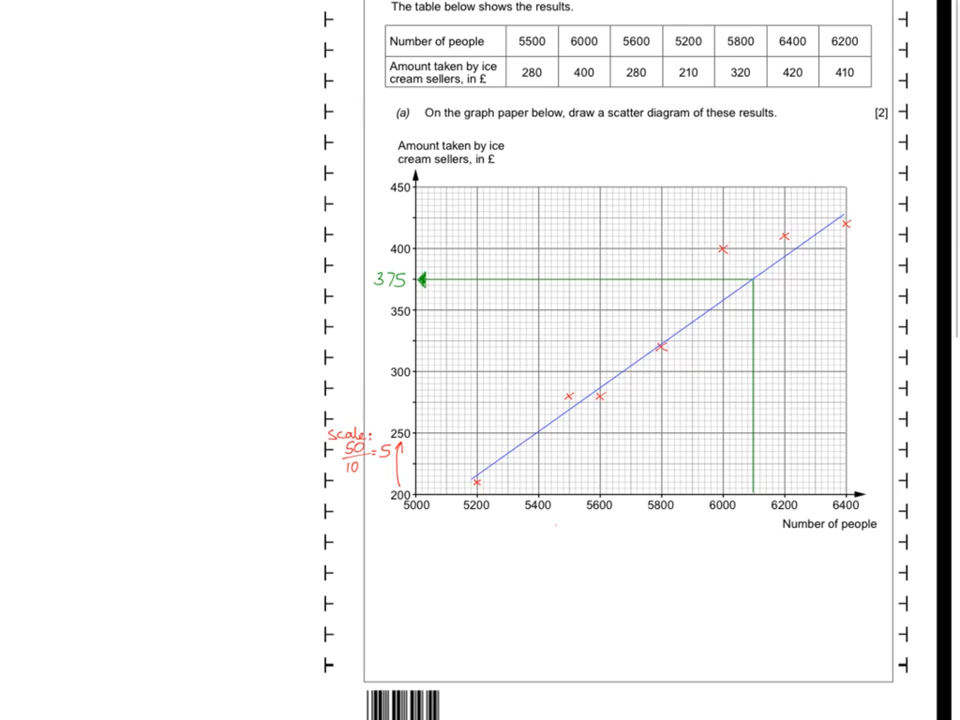 The table below shows the results.
Number of people 5500 6000 5600 5200 5800 6400 6200
Amount taken by ice
cream sellers, in £ 280 400 280 210 320 420 410
(a) On the graph paper below, draw a scatter diagram of these results. [2]
Amount taken by ice
cream sellers, in £
450
400
375
350
300
scale:
250
50
10
= 5
200
5000 5200 5400 5600 5800 6000 6200 6400
Number of people